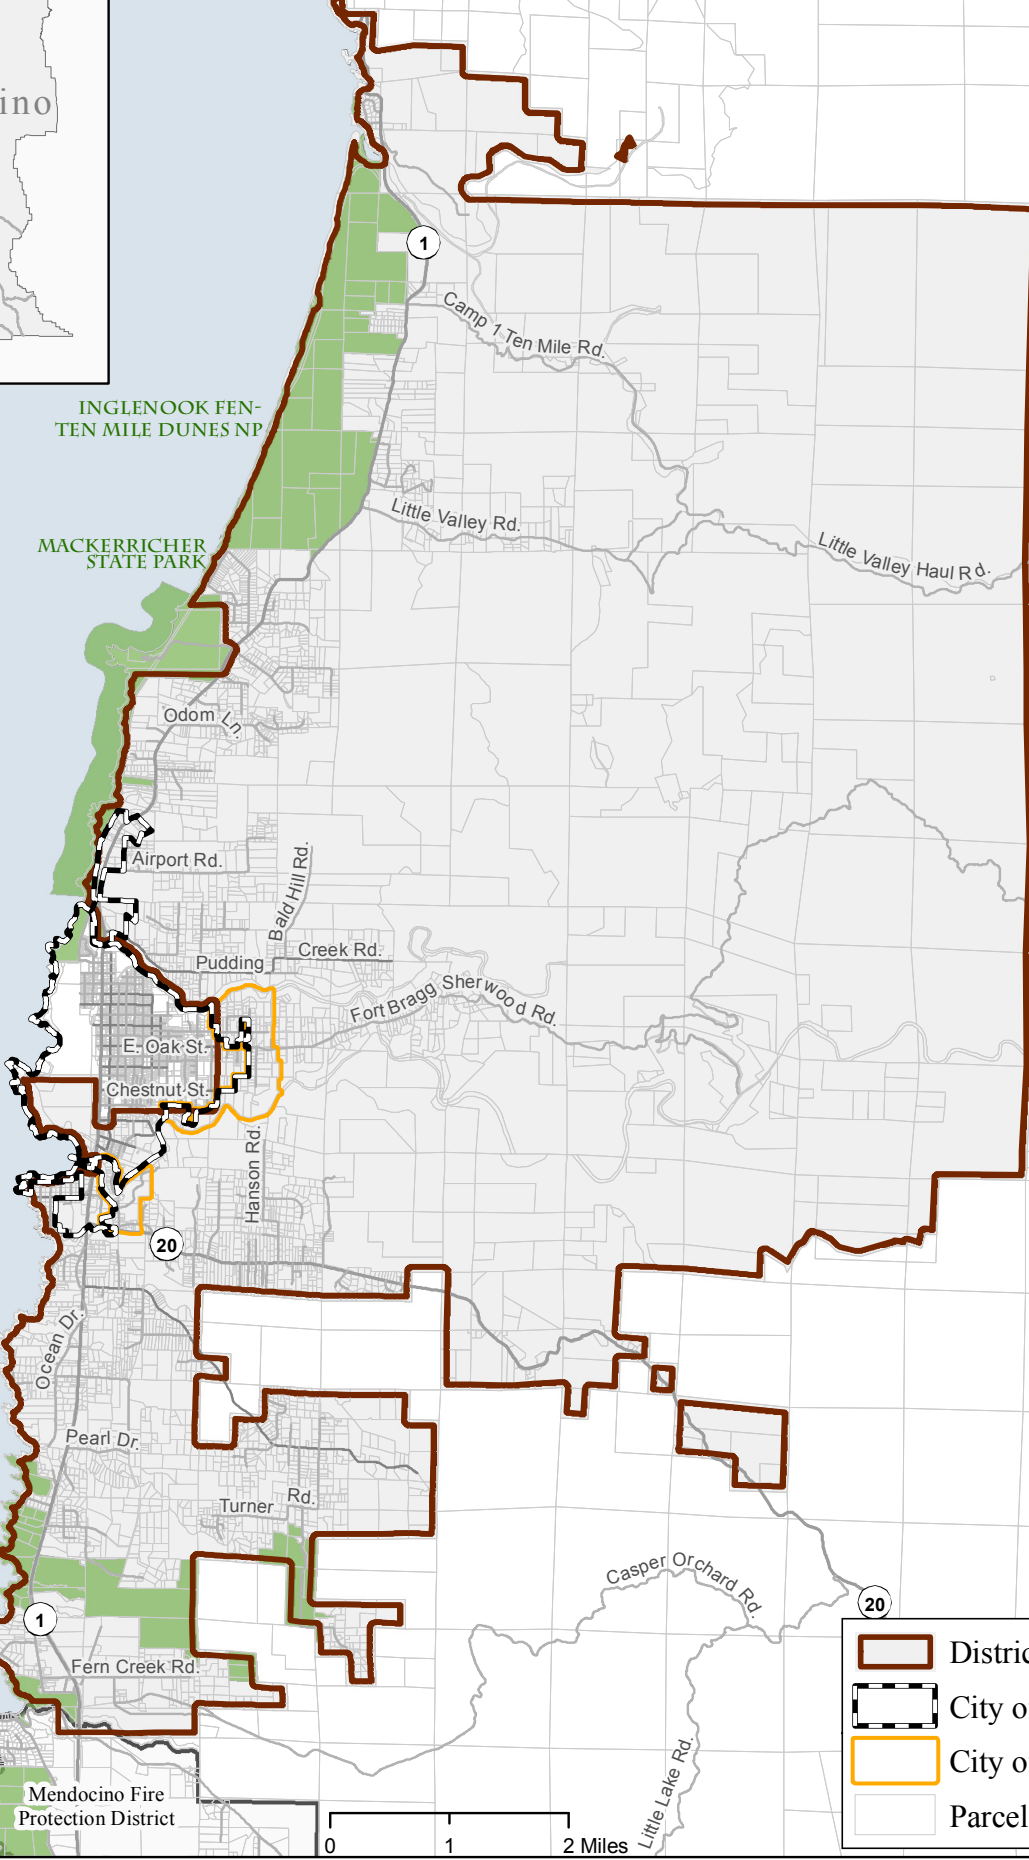 ino
1
Camp 1 Ten Mile Rd.
INGLENOOK FEN-
TEN MILE DUNES NP
Little Valley Rd.
Little Valley Haul Rd.
MACKERRICHER
STATE PARK
Odom Ln.
Airport Rd.
Bald Hill Rd.
Pudding Creek Rd.
Fort Bragg Sherwood Rd.
E. Oak St.
Chestnut St.
Hanson Rd.
20
Ocean Dr.
Pearl Dr.
Turner Rd.
Casper Orchard Rd.
20
1
Fern Creek Rd.
Little Lake Rd.
Mendocino Fire
Protection District
0 1 2 Miles
Distric
City o
City o
Parcel